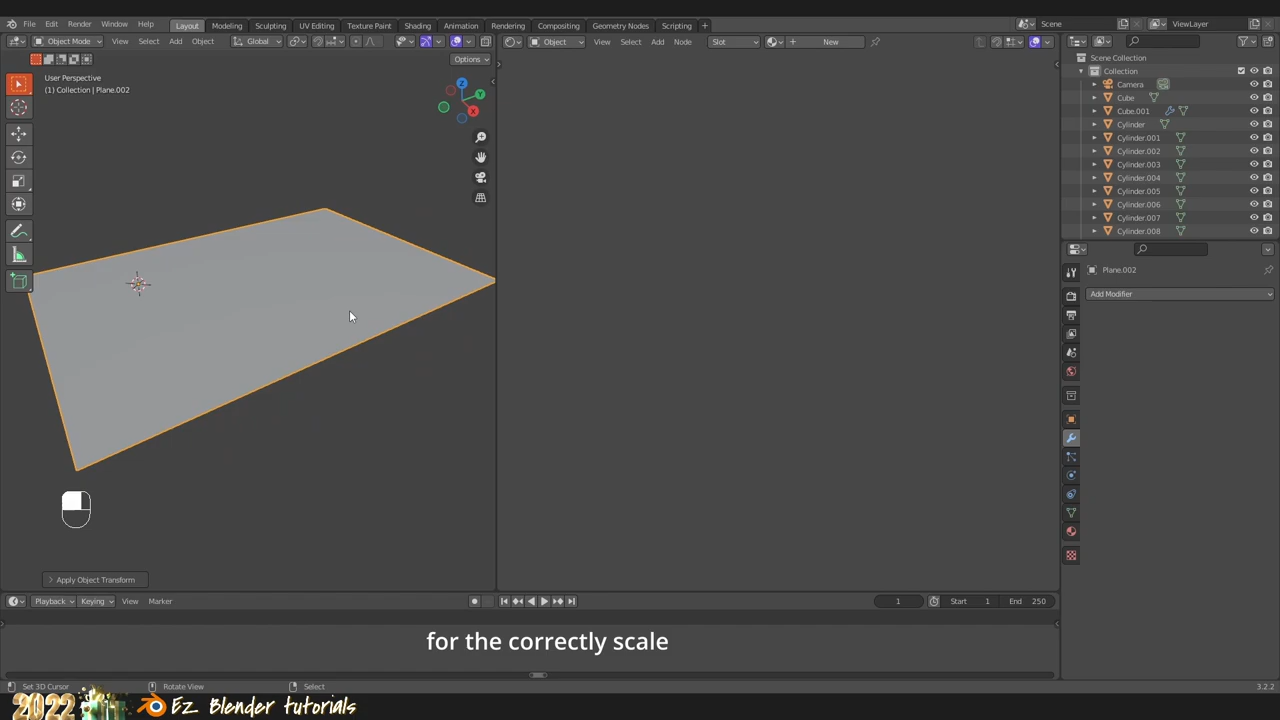 File Edit Render Window Help Layout Modeling Sculpting UV Editing Texture Paint Shading Animation Rendering Compositing Geometry Nodes Scripting + Scene ViewLayer
Object Mode View Select Add Object Global Object View Select Add Node Slot New
Options
User Perspective
(1) Collection | Plane.002
Z
Y
X
Scene Collection
Collection
Camera
Cube
Cube.001
Cylinder
Cylinder.001
Cylinder.002
Cylinder.003
Cylinder.004
Cylinder.005
Cylinder.006
Cylinder.007
Cylinder.008
Plane.002
Add Modifier
Apply Object Transform
Playback Keying View Marker 1 Start 1 End 250
for the correctly scale
Set 3D Cursor Rotate View Select 3.2.2
2022 Ez Blender tutorials